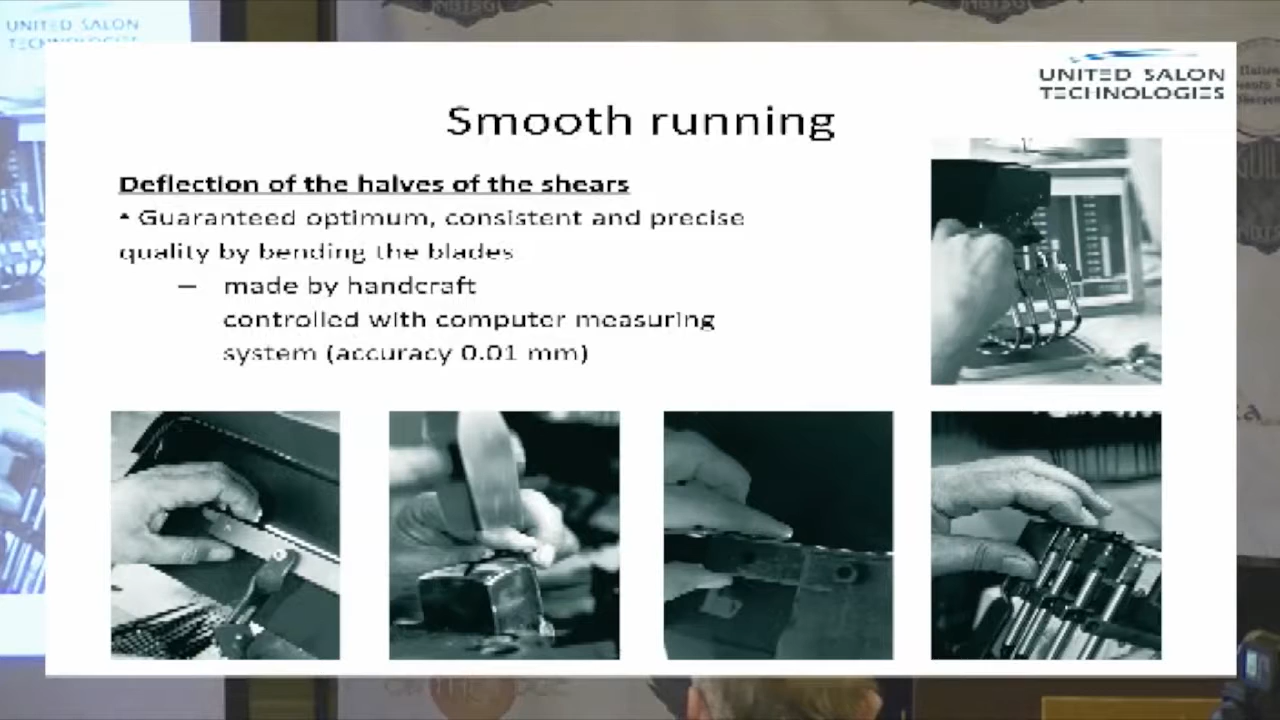 UNITED SALON
TECHNOLOGIES
UNITED SALON
TECHNOLOGIES
Smooth running
Deflection of the halves of the shears
• Guaranteed optimum, consistent and precise
quality by bending the blades
– made by handcraft
controlled with computer measuring
system (accuracy 0.01 mm)